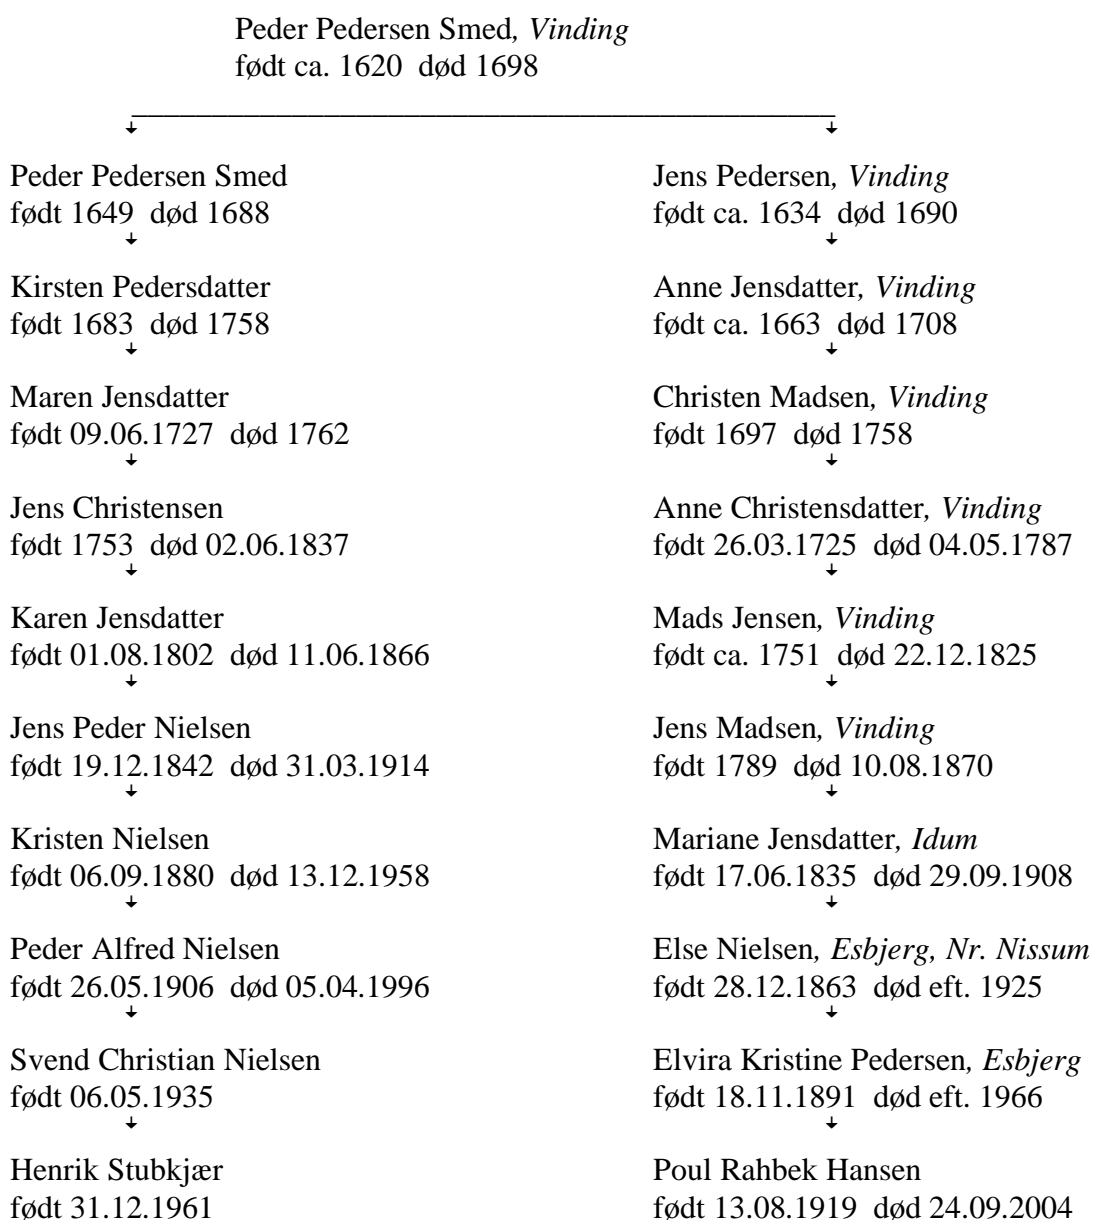 Peder Pedersen Smed, Vinding
født ca. 1620 død 1698
Peder Pedersen Smed
født 1649 død 1688
Kirsten Pedersdatter
født 1683 død 1758
Maren Jensdatter
født 09.06.1727 død 1762
Jens Christensen
født 1753 død 02.06.1837
Karen Jensdatter
født 01.08.1802 død 11.06.1866
Jens Peder Nielsen
født 19.12.1842 død 31.03.1914
Kristen Nielsen
født 06.09.1880 død 13.12.1958
Peder Alfred Nielsen
født 26.05.1906 død 05.04.1996
Svend Christian Nielsen
født 06.05.1935
Henrik Stubkjær
født 31.12.1961
Jens Pedersen, Vinding
født ca. 1634 død 1690
Anne Jensdatter, Vinding
født ca. 1663 død 1708
Christen Madsen, Vinding
født 1697 død 1758
Anne Christensdatter, Vinding
født 26.03.1725 død 04.05.1787
Mads Jensen, Vinding
født ca. 1751 død 22.12.1825
Jens Madsen, Vinding
født 1789 død 10.08.1870
Mariane Jensdatter, Idum
født 17.06.1835 død 29.09.1908
Else Nielsen, Esbjerg, Nr. Nissum
født 28.12.1863 død eft. 1925
Elvira Kristine Pedersen, Esbjerg
født 18.11.1891 død eft. 1966
Poul Rahbek Hansen
født 13.08.1919 død 24.09.2004